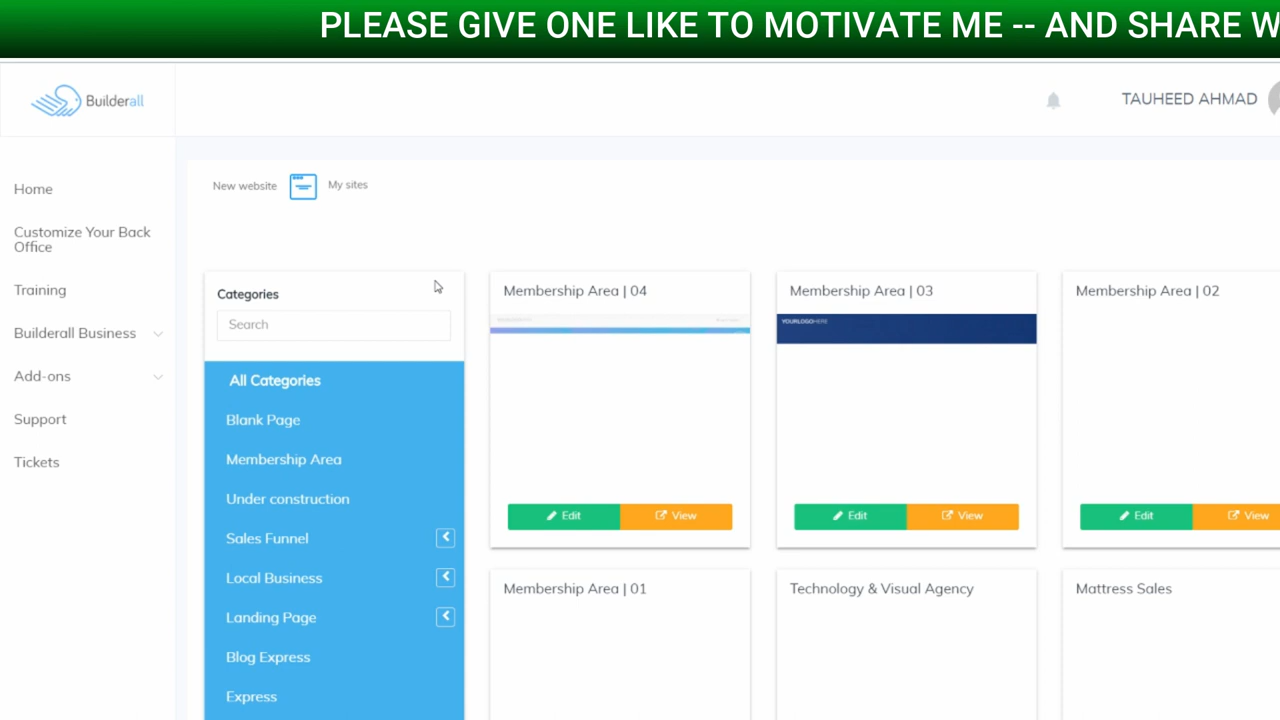 PLEASE GIVE ONE LIKE TO MOTIVATE ME -- AND SHARE W
Builderall
TAUHEED AHMAD
Home
Customize Your Back
Office
Training
Builderall Business
Add-ons
Support
Tickets
New website
My sites
Categories
Search
All Categories
Blank Page
Membership Area
Under construction
Sales Funnel
Local Business
Landing Page
Blog Express
Express
Membership Area | 04
Edit View
Membership Area | 03
YOURLOGOHERE
Edit View
Membership Area | 02
Edit View
Membership Area | 01
Technology & Visual Agency
Mattress Sales